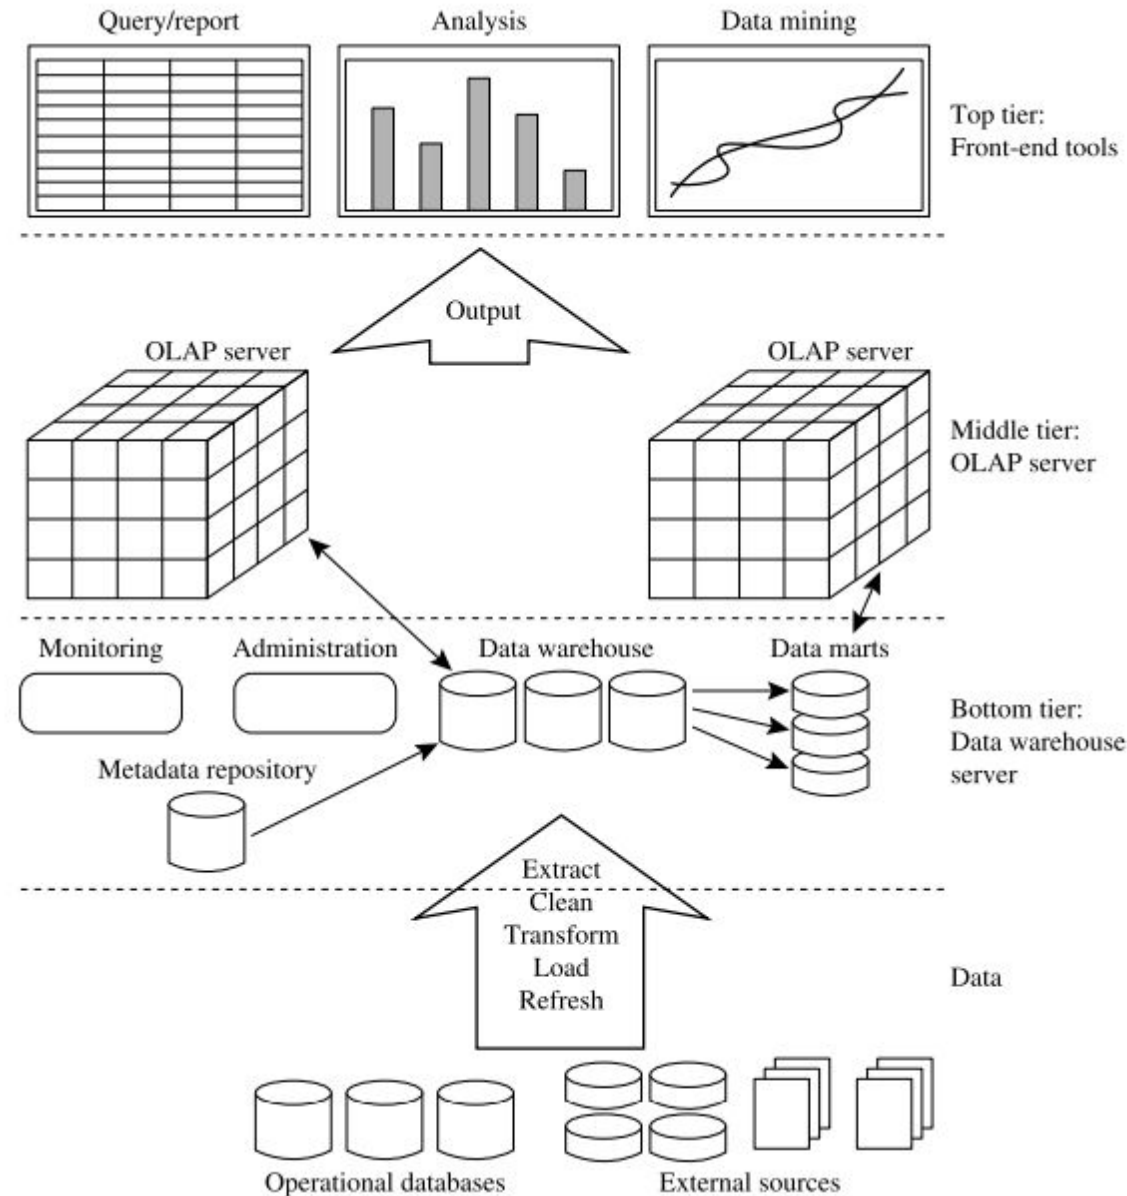 Query/report
Analysis
Data mining
Top tier:
Front-end tools
Output
OLAP server
OLAP server
Middle tier:
OLAP server
Monitoring
Administration
Data warehouse
Data marts
Bottom tier:
Data warehouse
server
Metadata repository
Extract
Clean
Transform
Load
Refresh
Data
Operational databases
External sources